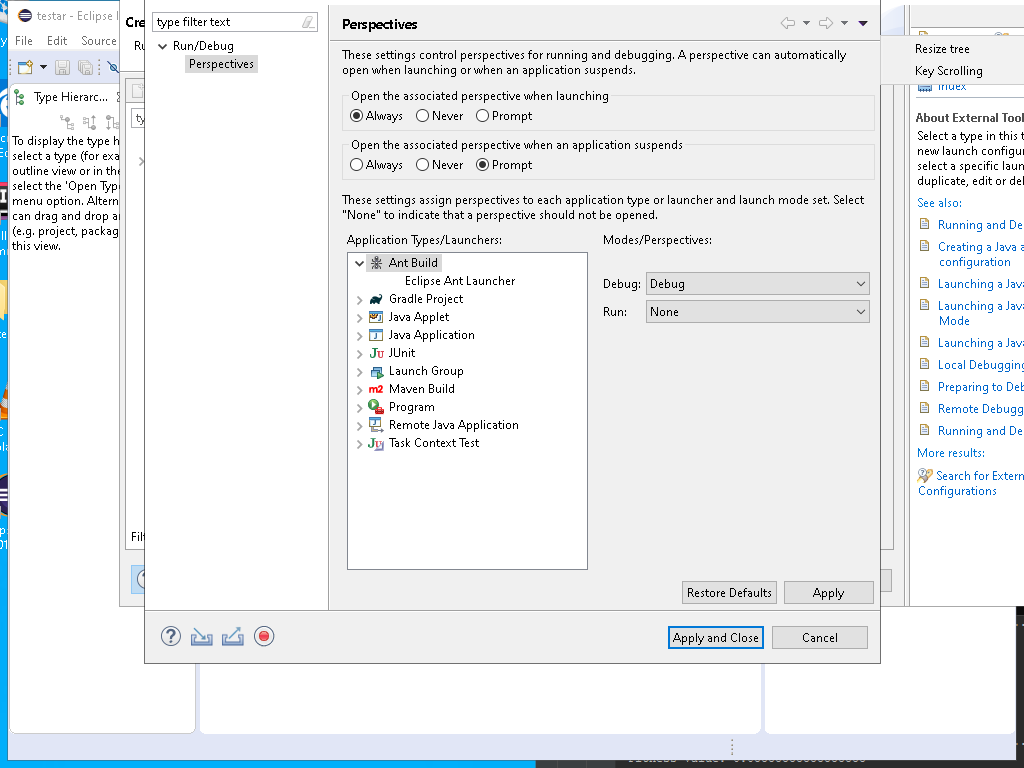 testar - Eclipse I
File
Edit
Source
Type Hierarc...
To display the type h
select a type (for exa
outline view or in the
select the 'Open Type
menu option. Altern
can drag and drop a
(e.g. project, packag
this view.
Cre
Ru
ty
Filt
type filter text
Run/Debug
Perspectives
Perspectives
These settings control perspectives for running and debugging. A perspective can automatically
open when launching or when an application suspends.
Open the associated perspective when launching
Always
Never
Prompt
Open the associated perspective when an application suspends
Always
Never
Prompt
These settings assign perspectives to each application type or launcher and launch mode set. Select
"None" to indicate that a perspective should not be opened.
Application Types/Launchers:
Modes/Perspectives:
Ant Build
Eclipse Ant Launcher
Gradle Project
Java Applet
Java Application
JUnit
Launch Group
m2 Maven Build
Program
Remote Java Application
Task Context Test
Debug:
Debug
Run:
None
Restore Defaults
Apply
Apply and Close
Cancel
Resize tree
Key Scrolling
Index
About External Tool
Select a type in this t
new launch configur
select a specific laun
duplicate, edit or del
See also:
Running and De
Creating a Java a
configuration
Launching a Java
Launching a Java
Mode
Launching a Java
Local Debugging
Preparing to Deb
Remote Debugg
Running and De
More results:
Search for Extern
Configurations